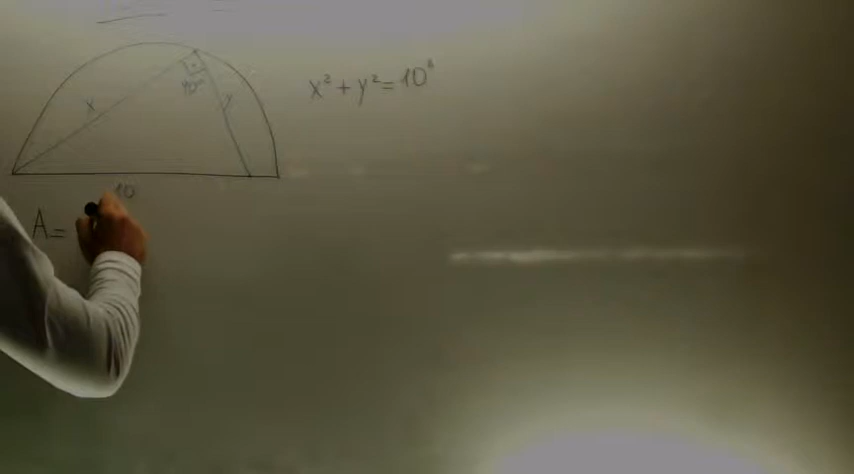 x² + y² = 10²
x
y
90°
10
A =